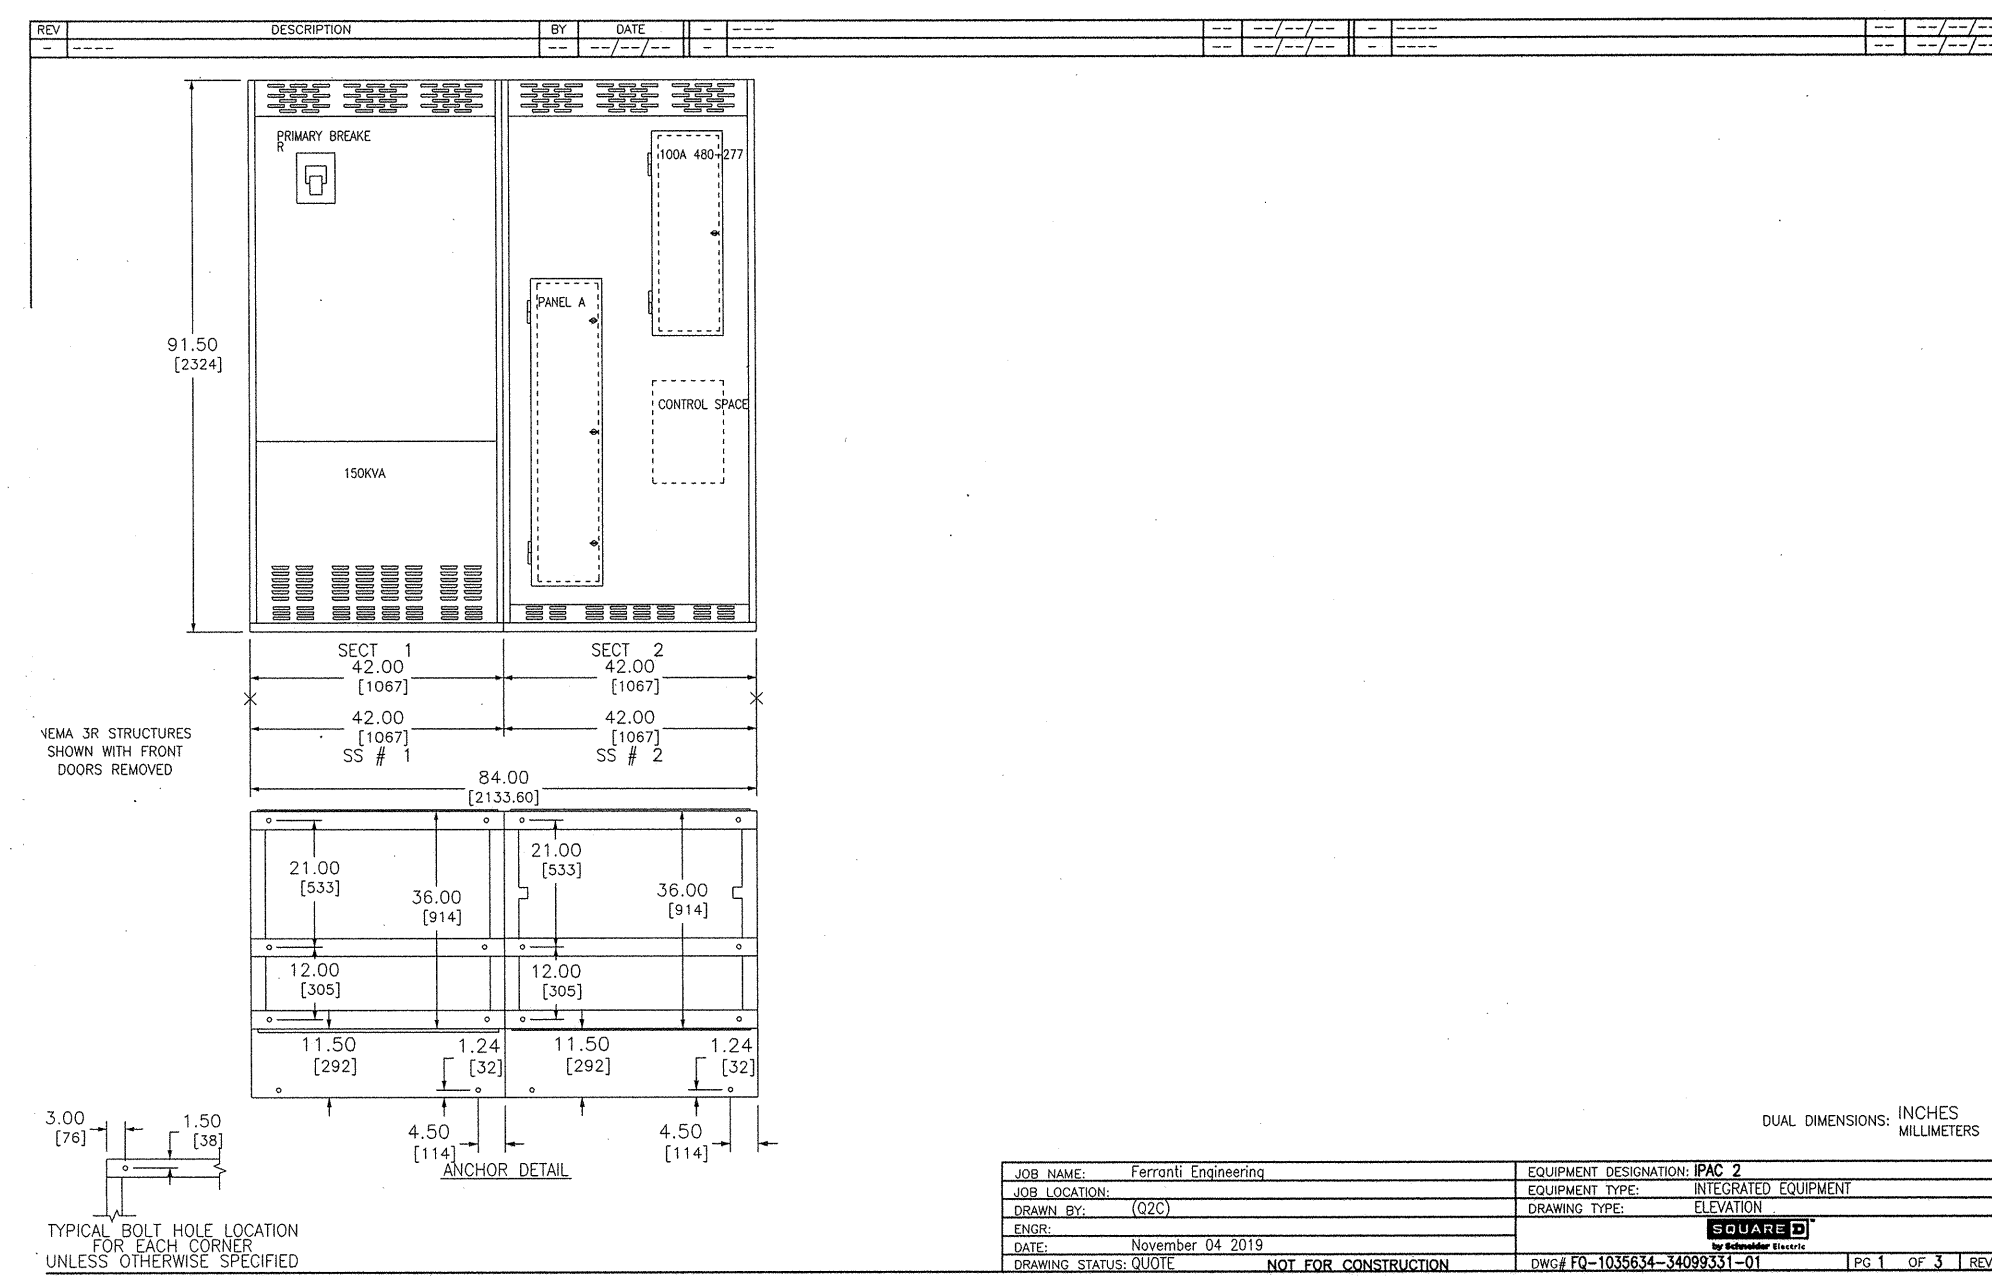 REV DESCRIPTION BY DATE - ---- -- --/--/-- - ---- -- --/--/--
- ---- -- --/--/-- - ---- -- --/--/-- - ---- -- --/--/--
PRIMARY BREAKE
R
100A 480-277
PANEL A
91.50
[2324]
CONTROL SPACE
150KVA
SECT 1 SECT 2
42.00 42.00
[1067] [1067]
42.00 42.00
[1067] [1067]
SS # 1 SS # 2
NEMA 3R STRUCTURES
SHOWN WITH FRONT
DOORS REMOVED
84.00
[2133.60]
21.00 21.00
[533] [533]
36.00 36.00
[914] [914]
12.00 12.00
[305] [305]
11.50 1.24 11.50 1.24
[292] [32] [292] [32]
3.00 1.50
[76] [38]
4.50 4.50
[114] [114]
ANCHOR DETAIL
TYPICAL BOLT HOLE LOCATION
FOR EACH CORNER
UNLESS OTHERWISE SPECIFIED
DUAL DIMENSIONS: INCHES
MILLIMETERS
JOB NAME: Ferranti Engineering
JOB LOCATION:
DRAWN BY: (Q2C)
ENGR:
DATE: November 04 2019
DRAWING STATUS: QUOTE NOT FOR CONSTRUCTION
EQUIPMENT DESIGNATION: IPAC 2
EQUIPMENT TYPE: INTEGRATED EQUIPMENT
DRAWING TYPE: ELEVATION
SQUARE D™
by Schneider Electric
DWG# FQ-1035634-34099331-01 PG 1 OF 3 REV